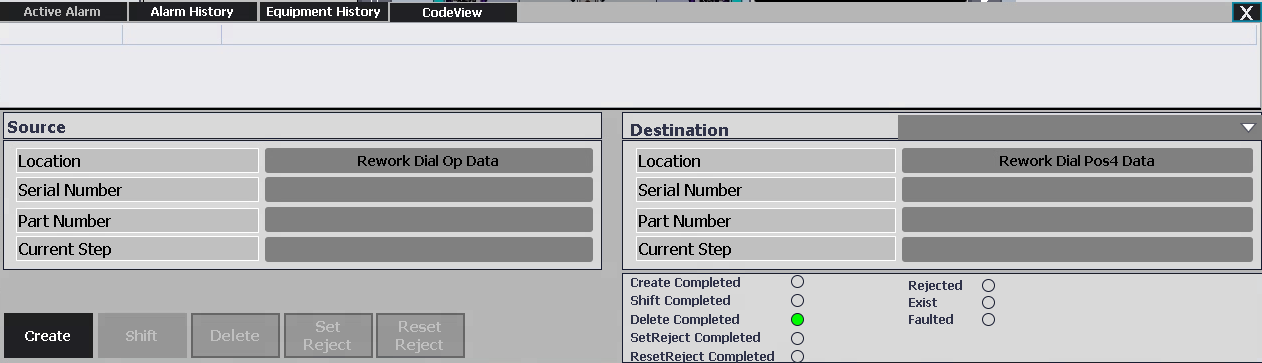 Active Alarm
Alarm History
Equipment History
CodeView
X
Source
Location
Rework Dial Op Data
Serial Number
Part Number
Current Step
Destination
Location
Rework Dial Pos4 Data
Serial Number
Part Number
Current Step
Create
Shift
Delete
Set
Reject
Reset
Reject
Create Completed
Shift Completed
Delete Completed
SetReject Completed
ResetReject Completed
Rejected
Exist
Faulted